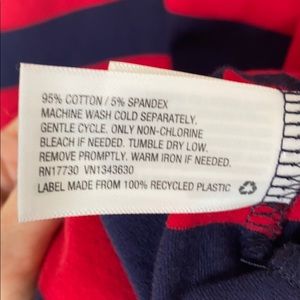 95% COTTON / 5% SPANDEX
MACHINE WASH COLD SEPARATELY.
GENTLE CYCLE. ONLY NON-CHLORINE
BLEACH IF NEEDED. TUMBLE DRY LOW.
REMOVE PROMPTLY. WARM IRON IF NEEDED.
RN17730 VN1343630
LABEL MADE FROM 100% RECYCLED PLASTIC